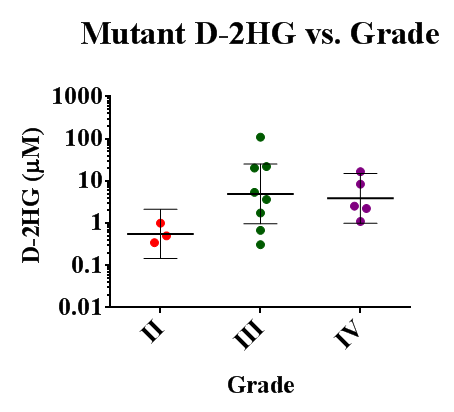 Mutant D-2HG vs. Grade
1000
100
10
1
0.1
0.01
D-2HG (μM)
II
III
IV
Grade